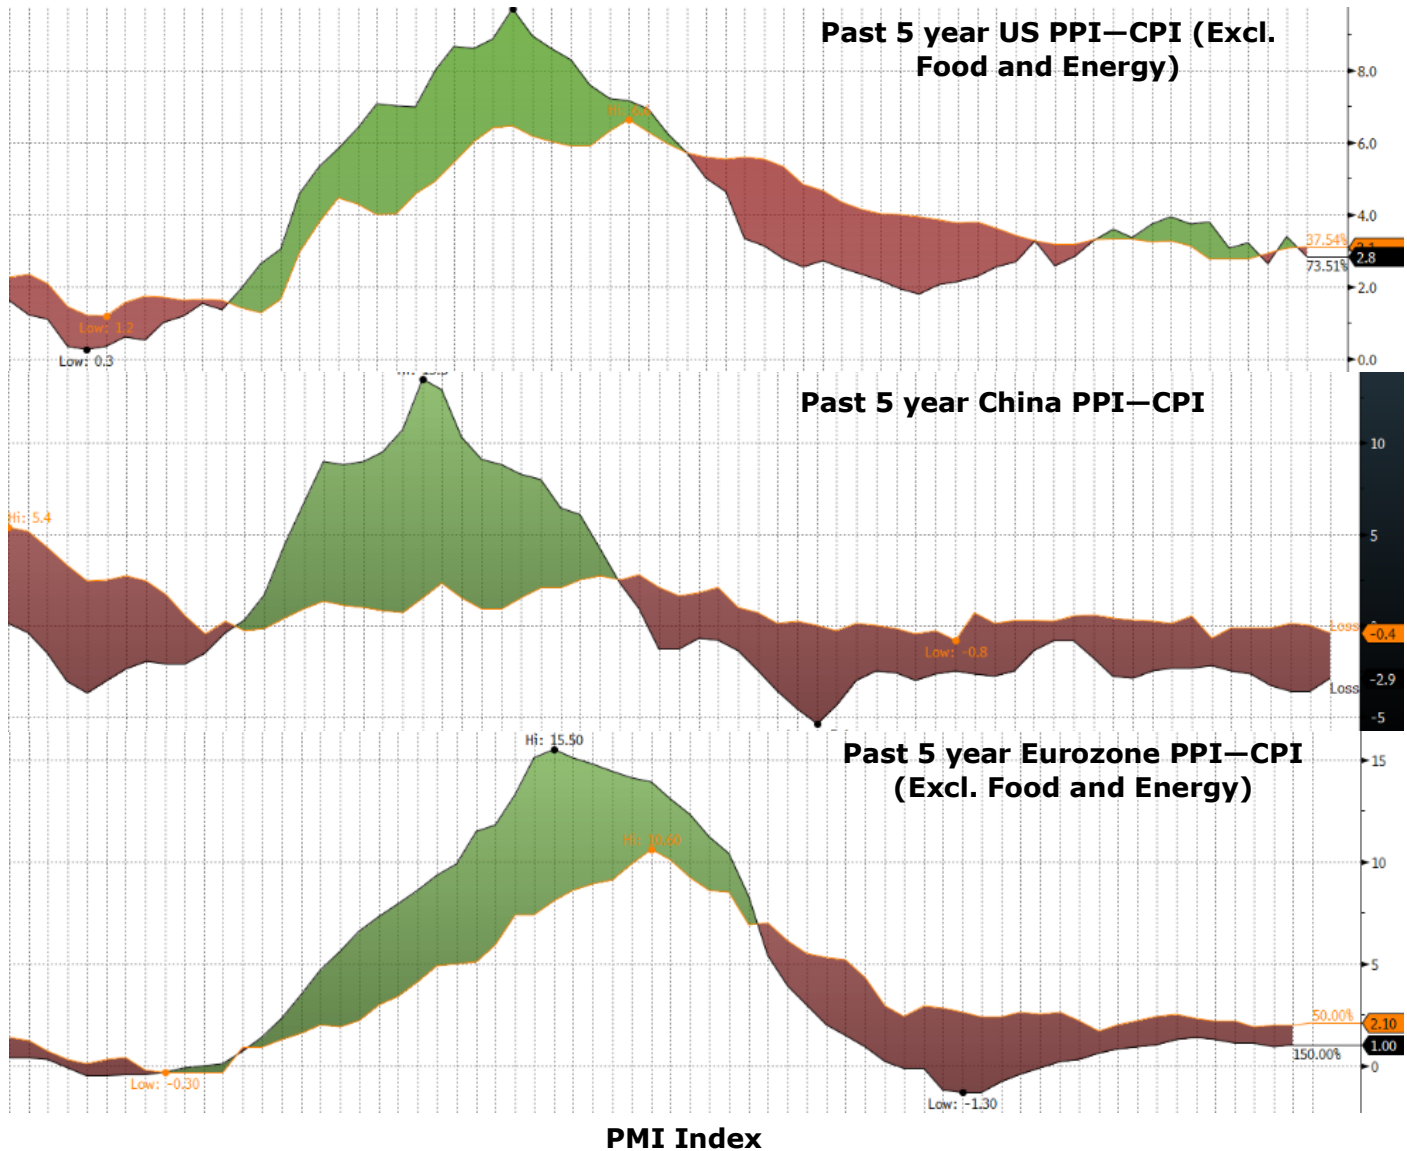 Past 5 year US PPI—CPI (Excl.
Food and Energy)
8.0
Hi: 6.6
6.0
4.0
37.54%
2.8
73.51%
2.0
Low: 1.2
Low: 0.3
0.0
Past 5 year China PPI—CPI
10
Hi: 5.4
5
Loss
-0.4
Low: -0.8
-2.9
Loss
-5
Hi: 15.50
Past 5 year Eurozone PPI—CPI
(Excl. Food and Energy)
15
Hi: 10.60
10
5
50.00%
2.10
1.00
150.00%
0
Low: -0.30
Low: -1.30
PMI Index